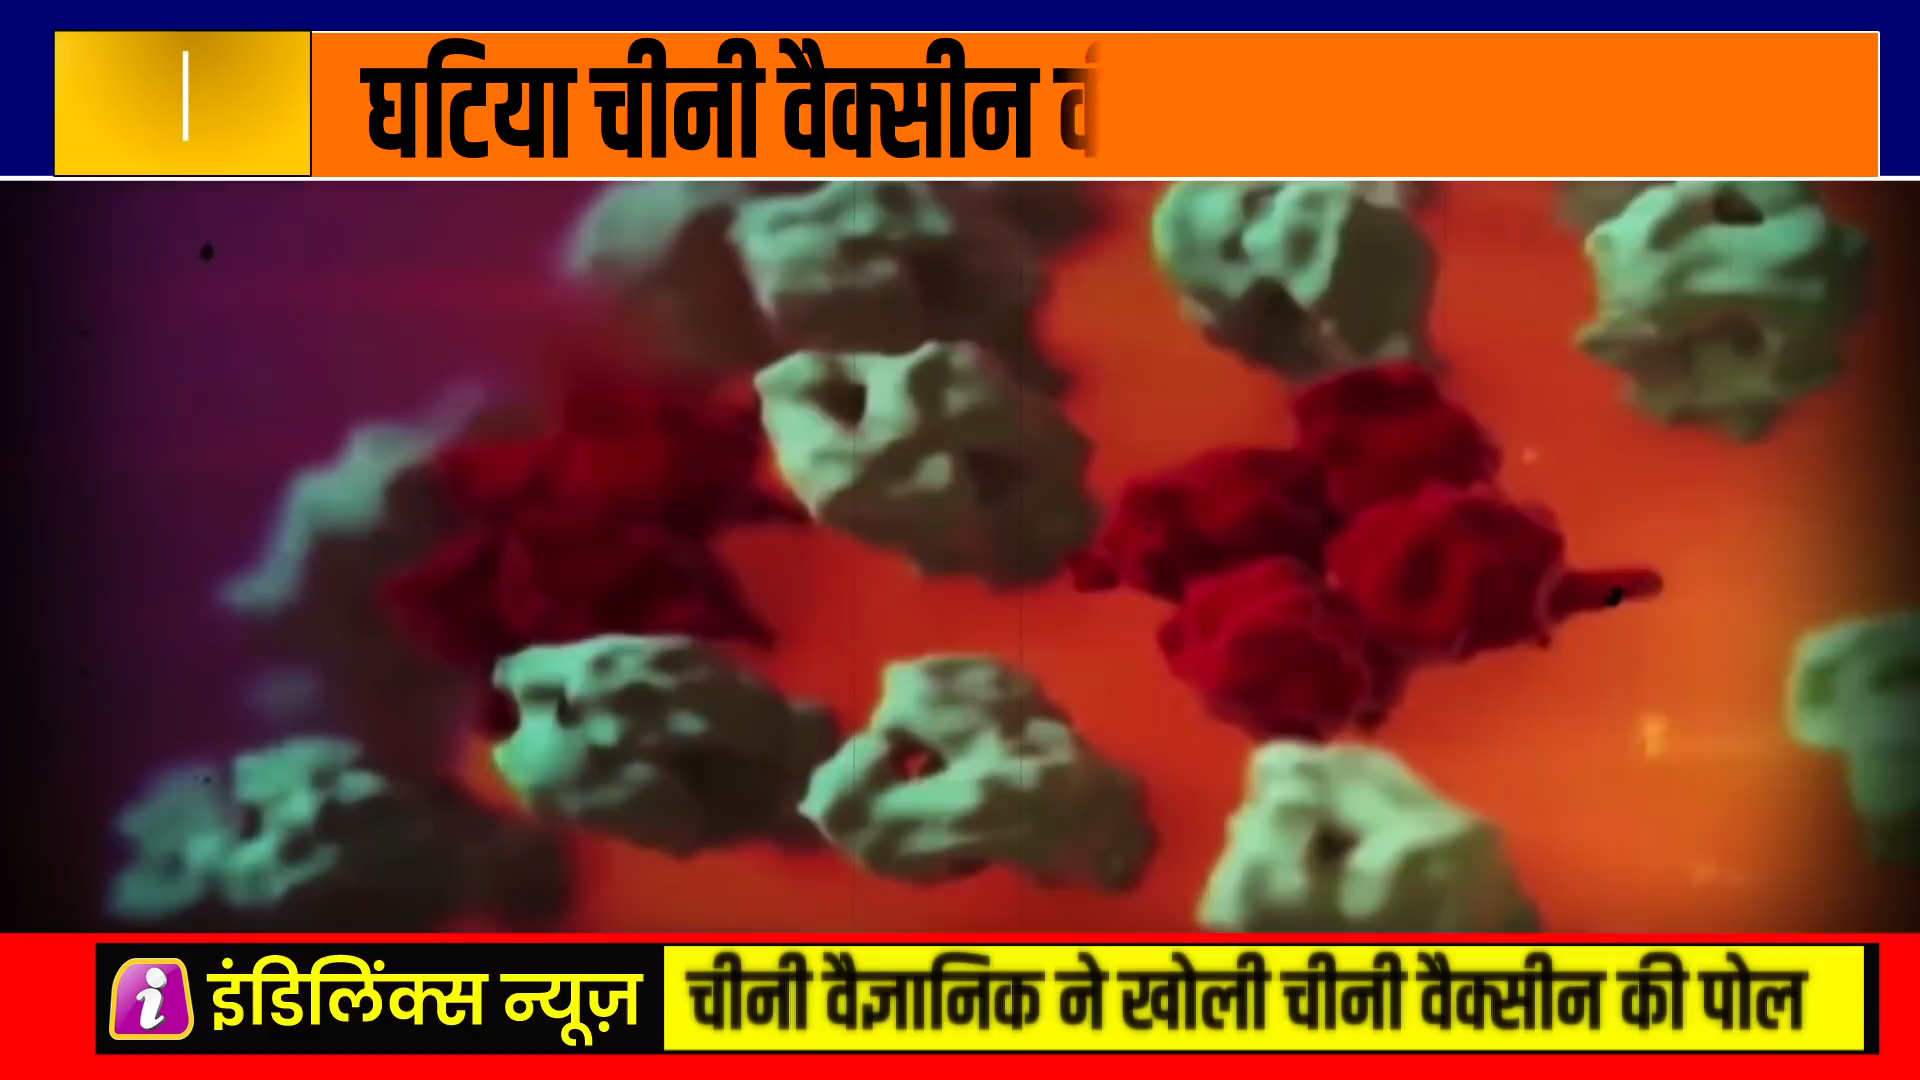 घटिया चीनी वैक्सीन
इंडिलिंक्स न्यूज़
चीनी वैज्ञानिक ने खोली चीनी वैक्सीन की पोल